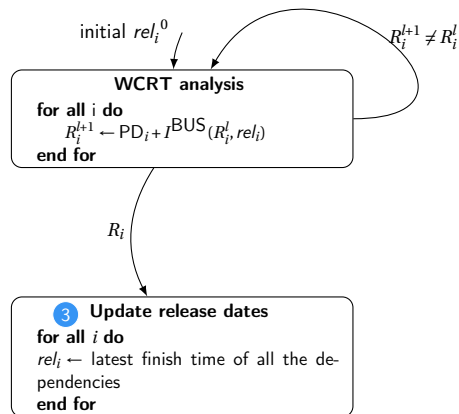 initial rel_i^0
R_i^{l+1} ≠ R_i^l
WCRT analysis
for all i do
R_i^{l+1} ← PD_i + I^BUS(R_i^l, rel_i)
end for
R_i
3 Update release dates
for all i do
rel_i ← latest finish time of all the de-
pendencies
end for